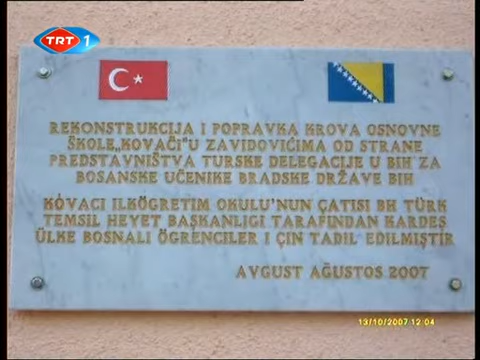 TRT 1
REKONSTRUKCIJA I POPRAVKA KROVA OSNOVNE
ŠKOLE„KOVAČI“U ZAVIDOVIĆIMA OD STRANE
PREDSTAVNIŠTVA TURSKE DELEGACIJE U BIH ZA
BOSANSKE UČENIKE BRADSKE DRŽAVE BIH
KOVACI ILKÖGRETIM OKULU'NUN ÇATISI BH TÜRK
TEMSIL HEYET BAŞKANLIGI TARAFINDAN KARDEŞ
ÜLKE BOSNALI ÖGRENCILER I ÇIN TADIL EDILMIŞTIR
AVGUST AĞUSTOS 2007
13/10/2007 12:04